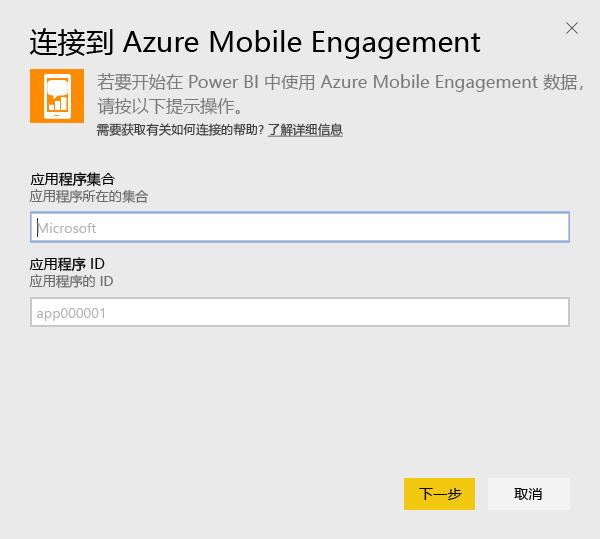 连接到 Azure Mobile Engagement
若要开始在 Power BI 中使用 Azure Mobile Engagement 数据,
请按以下提示操作。
需要获取有关如何连接的帮助? 了解详细信息
应用程序集合
应用程序所在的集合
Microsoft
应用程序 ID
应用程序的 ID
app000001
下一步
取消